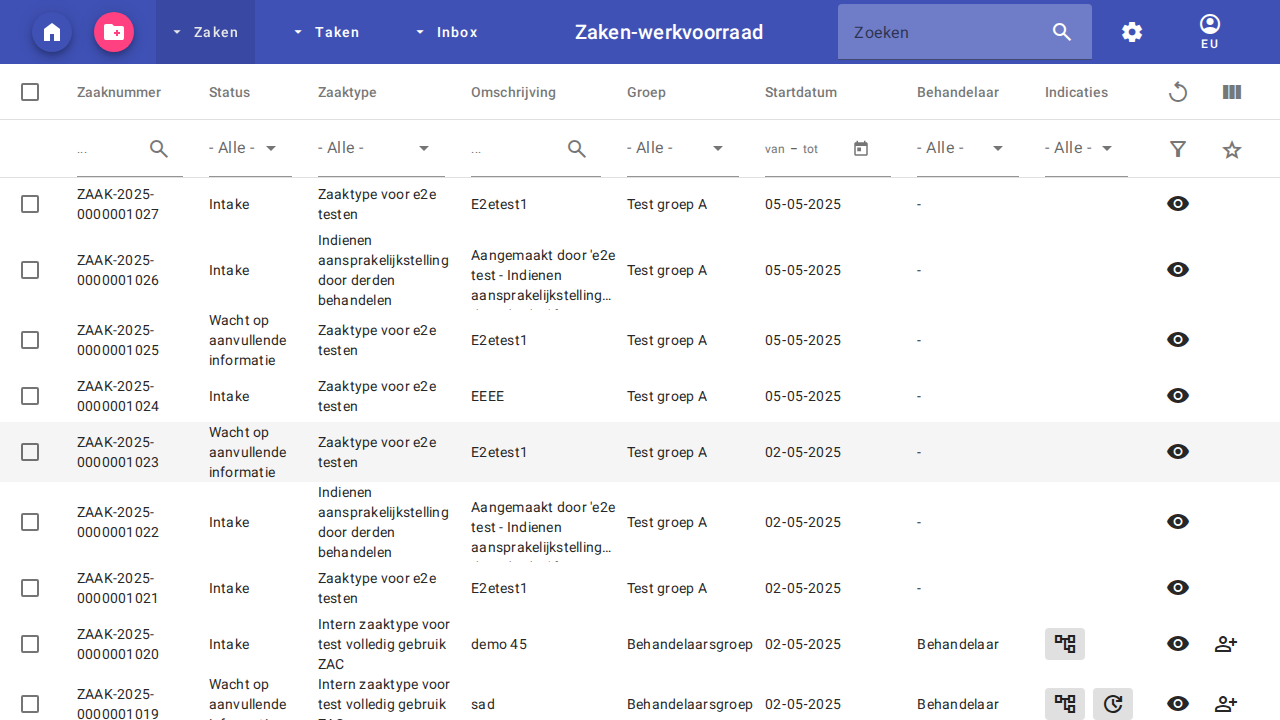 Zaken
Taken
Inbox
Zaken-werkvoorraad
Zoeken
EU
Zaaknummer Status Zaaktype Omschrijving Groep Startdatum Behandelaar Indicaties
... - Alle - - Alle - ... - Alle - van – tot - Alle - - Alle -
ZAAK-2025-
0000001027
Intake
Zaaktype voor e2e
testen
E2etest1
Test groep A
05-05-2025
-
ZAAK-2025-
0000001026
Intake
Indienen
aansprakelijkstelling
door derden
behandelen
Aangemaakt door 'e2e
test - Indienen
aansprakelijkstelling...
Test groep A
05-05-2025
-
ZAAK-2025-
0000001025
Wacht op
aanvullende
informatie
Zaaktype voor e2e
testen
E2etest1
Test groep A
05-05-2025
-
ZAAK-2025-
0000001024
Intake
Zaaktype voor e2e
testen
EEEE
Test groep A
05-05-2025
-
ZAAK-2025-
0000001023
Wacht op
aanvullende
informatie
Zaaktype voor e2e
testen
E2etest1
Test groep A
02-05-2025
-
ZAAK-2025-
0000001022
Intake
Indienen
aansprakelijkstelling
door derden
behandelen
Aangemaakt door 'e2e
test - Indienen
aansprakelijkstelling...
Test groep A
02-05-2025
-
ZAAK-2025-
0000001021
Intake
Zaaktype voor e2e
testen
E2etest1
Test groep A
02-05-2025
-
ZAAK-2025-
0000001020
Intake
Intern zaaktype voor
test volledig gebruik
ZAC
demo 45
Behandelaarsgroep
02-05-2025
Behandelaar
ZAAK-2025-
0000001019
Wacht op
aanvullende
Intern zaaktype voor
test volledig gebruik
sad
Behandelaarsgroep
02-05-2025
Behandelaar